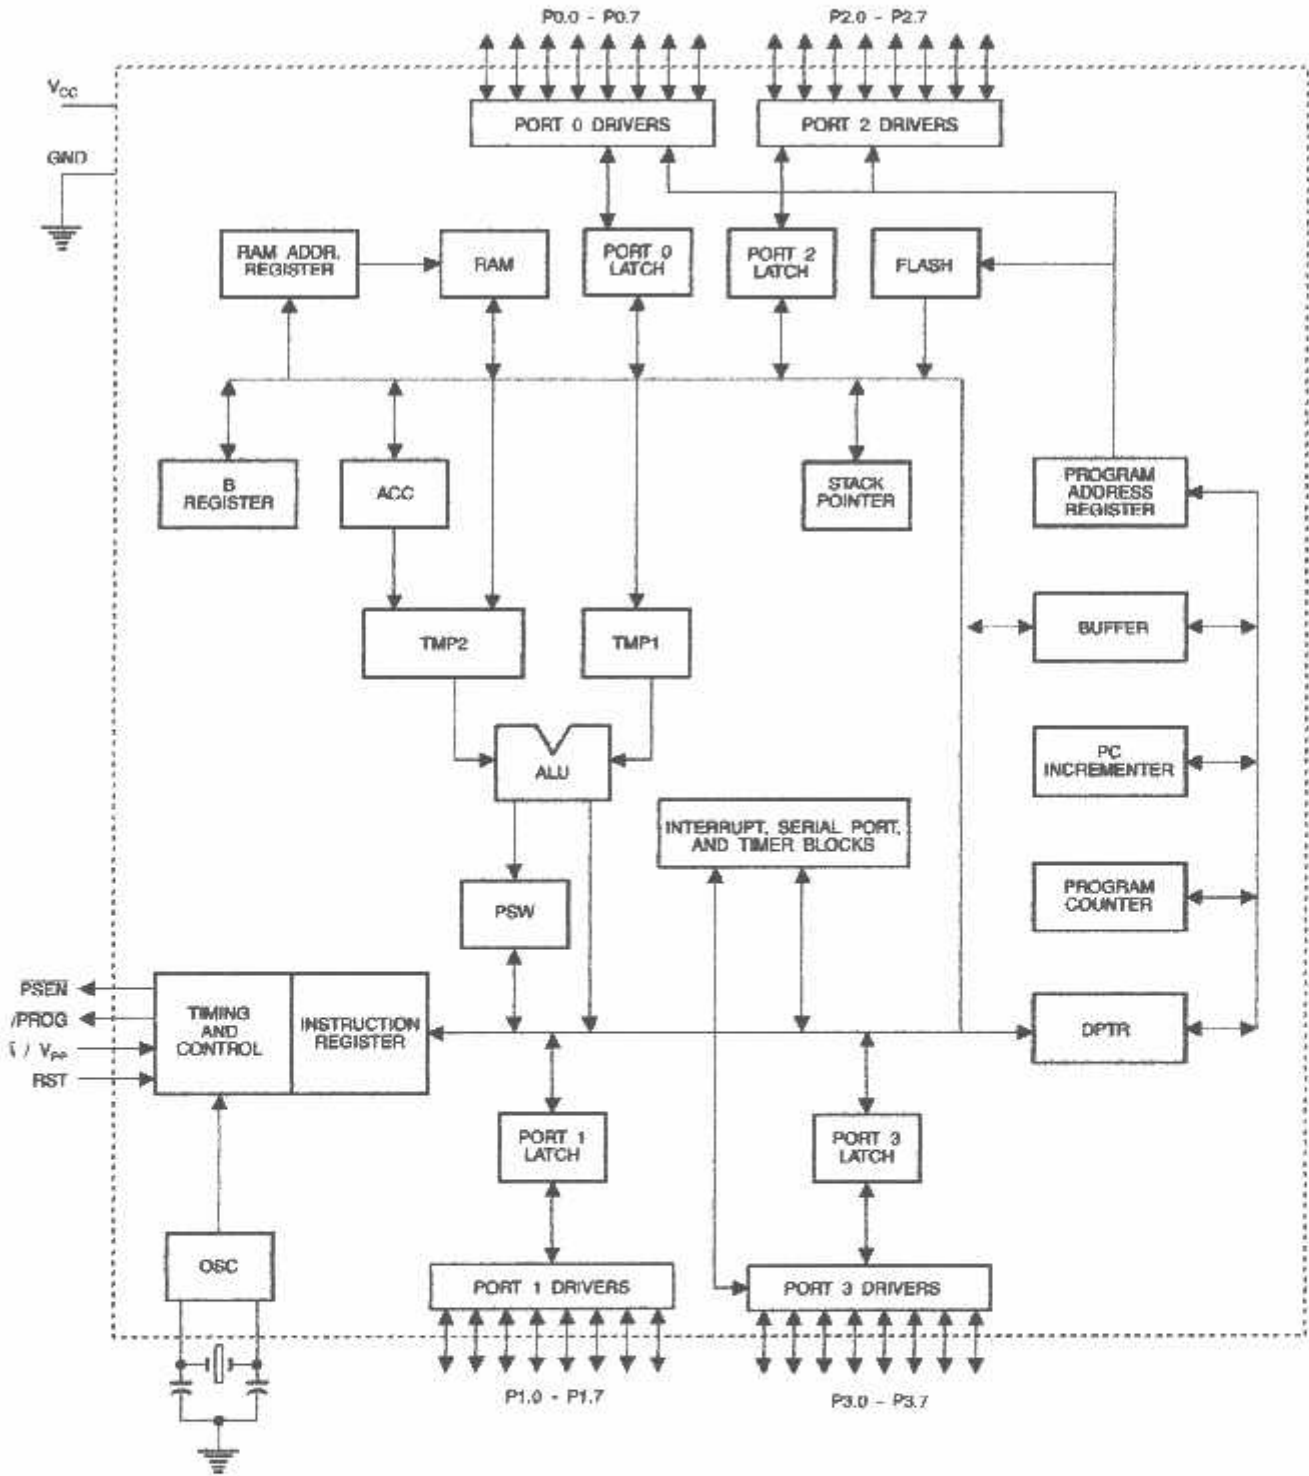 P0.0 - P0.7
P2.0 - P2.7
VCC
GND
PORT 0 DRIVERS
PORT 2 DRIVERS
RAM ADDR.
REGISTER
RAM
PORT 0
LATCH
PORT 2
LATCH
FLASH
B
REGISTER
ACC
STACK
POINTER
PROGRAM
ADDRESS
REGISTER
TMP2
TMP1
BUFFER
ALU
PC
INCREMENTER
INTERRUPT, SERIAL PORT,
AND TIMER BLOCKS
PSW
PROGRAM
COUNTER
PSEN
/PROG
/ VPP
RST
TIMING
AND
CONTROL
INSTRUCTION
REGISTER
DPTR
PORT 1
LATCH
PORT 3
LATCH
OSC
PORT 1 DRIVERS
PORT 3 DRIVERS
P1.0 - P1.7
P3.0 - P3.7